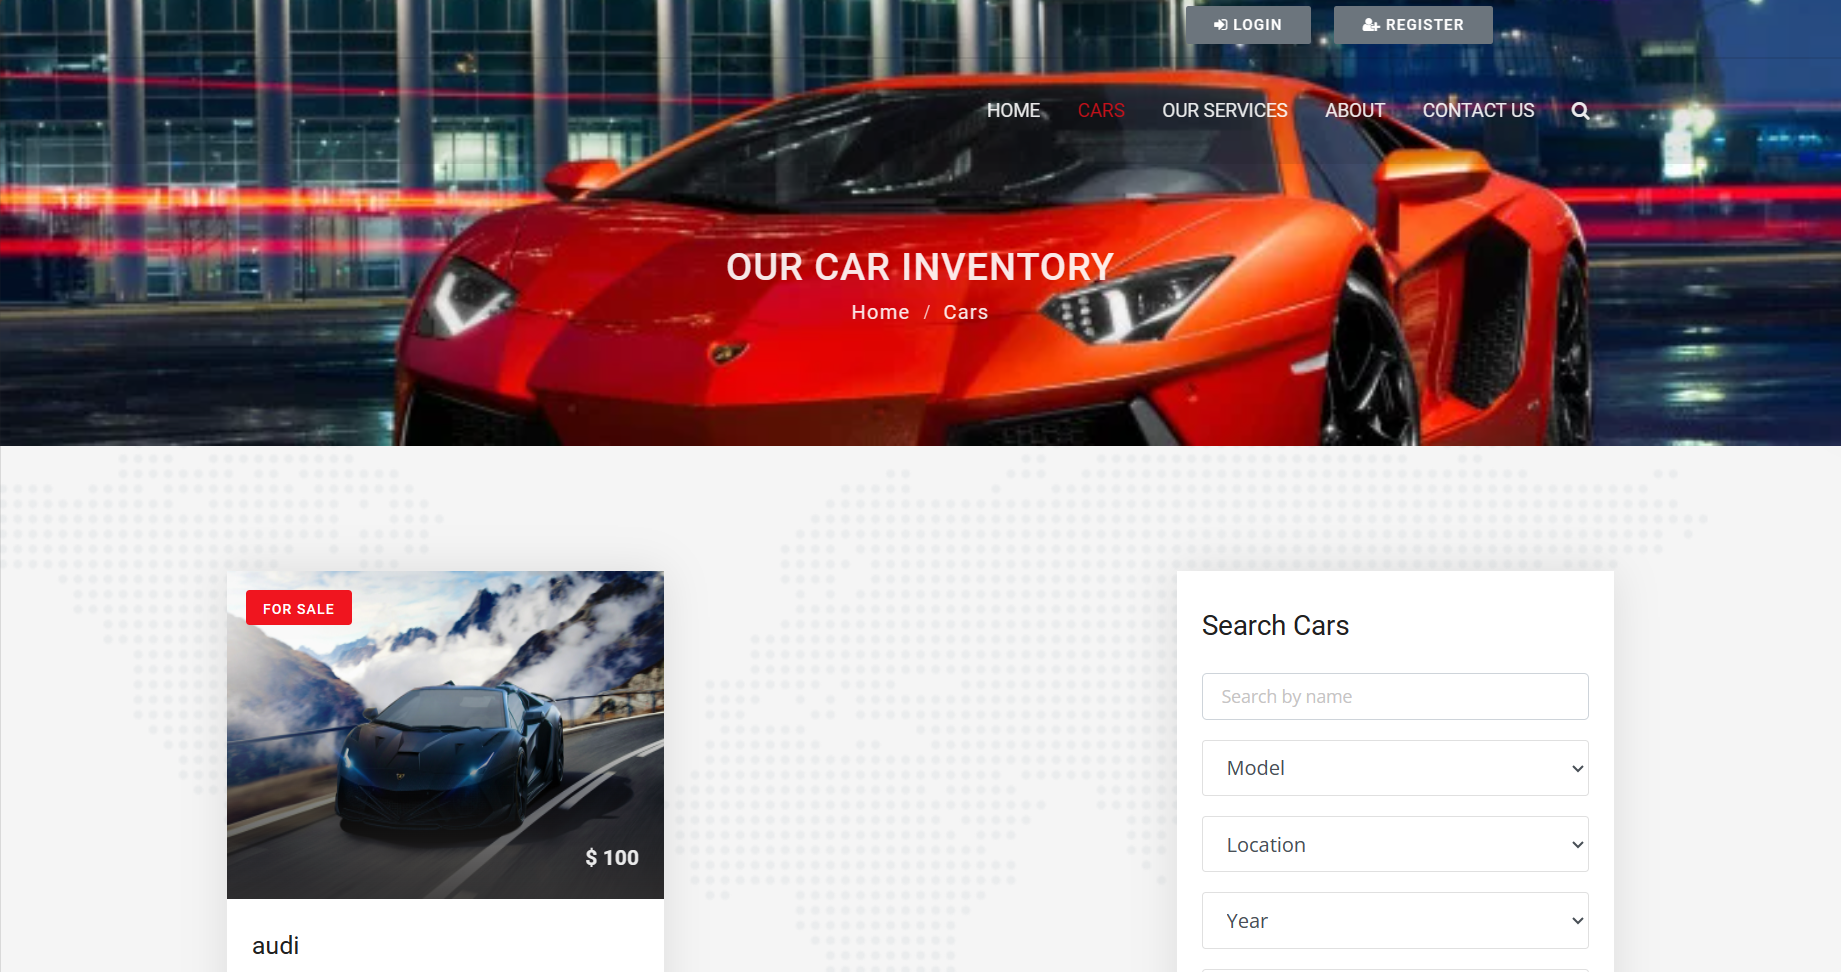 LOGIN
REGISTER
HOME
CARS
OUR SERVICES
ABOUT
CONTACT US
OUR CAR INVENTORY
Home / Cars
FOR SALE
$ 100
audi
Search Cars
Search by name
Model
Location
Year